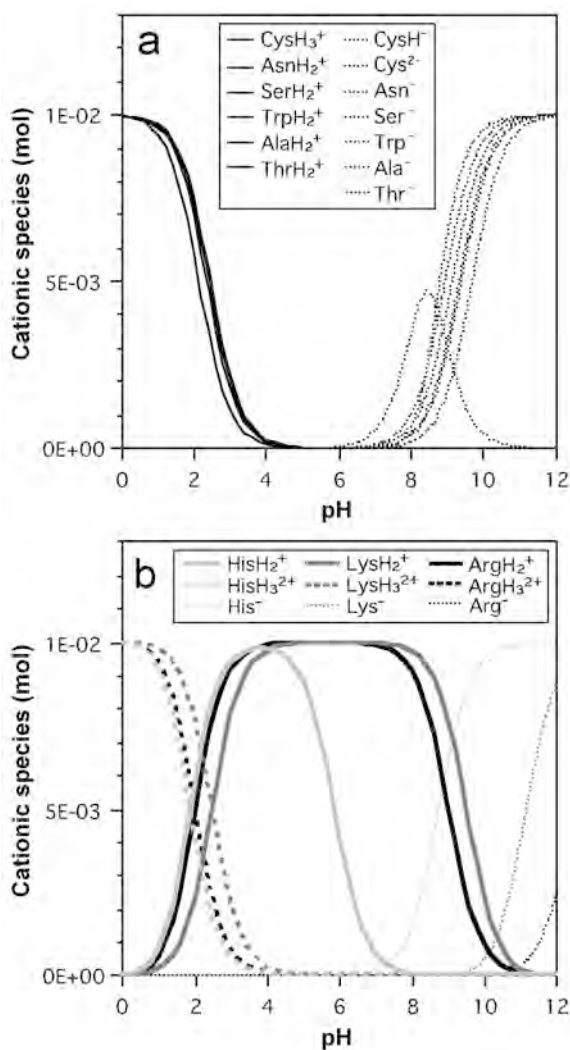 a
CysH₃⁺ CysH⁻
AsnH₂⁺ Cys²⁻
SerH₂⁺ Asn⁻
TrpH₂⁺ Ser⁻
AlaH₂⁺ Trp⁻
ThrH₂⁺ Ala⁻
Thr⁻
Cationic species (mol)
1E-02
5E-03
0E+00
0 2 4 6 8 10 12
pH
b
HisH₂⁺ LysH₂⁺ ArgH₂⁺
HisH₃²⁺ LysH₃²⁺ ArgH₃²⁺
His⁻ Lys⁻ Arg⁻
Cationic species (mol)
1E-02
5E-03
0E+00
0 2 4 6 8 10 12
pH